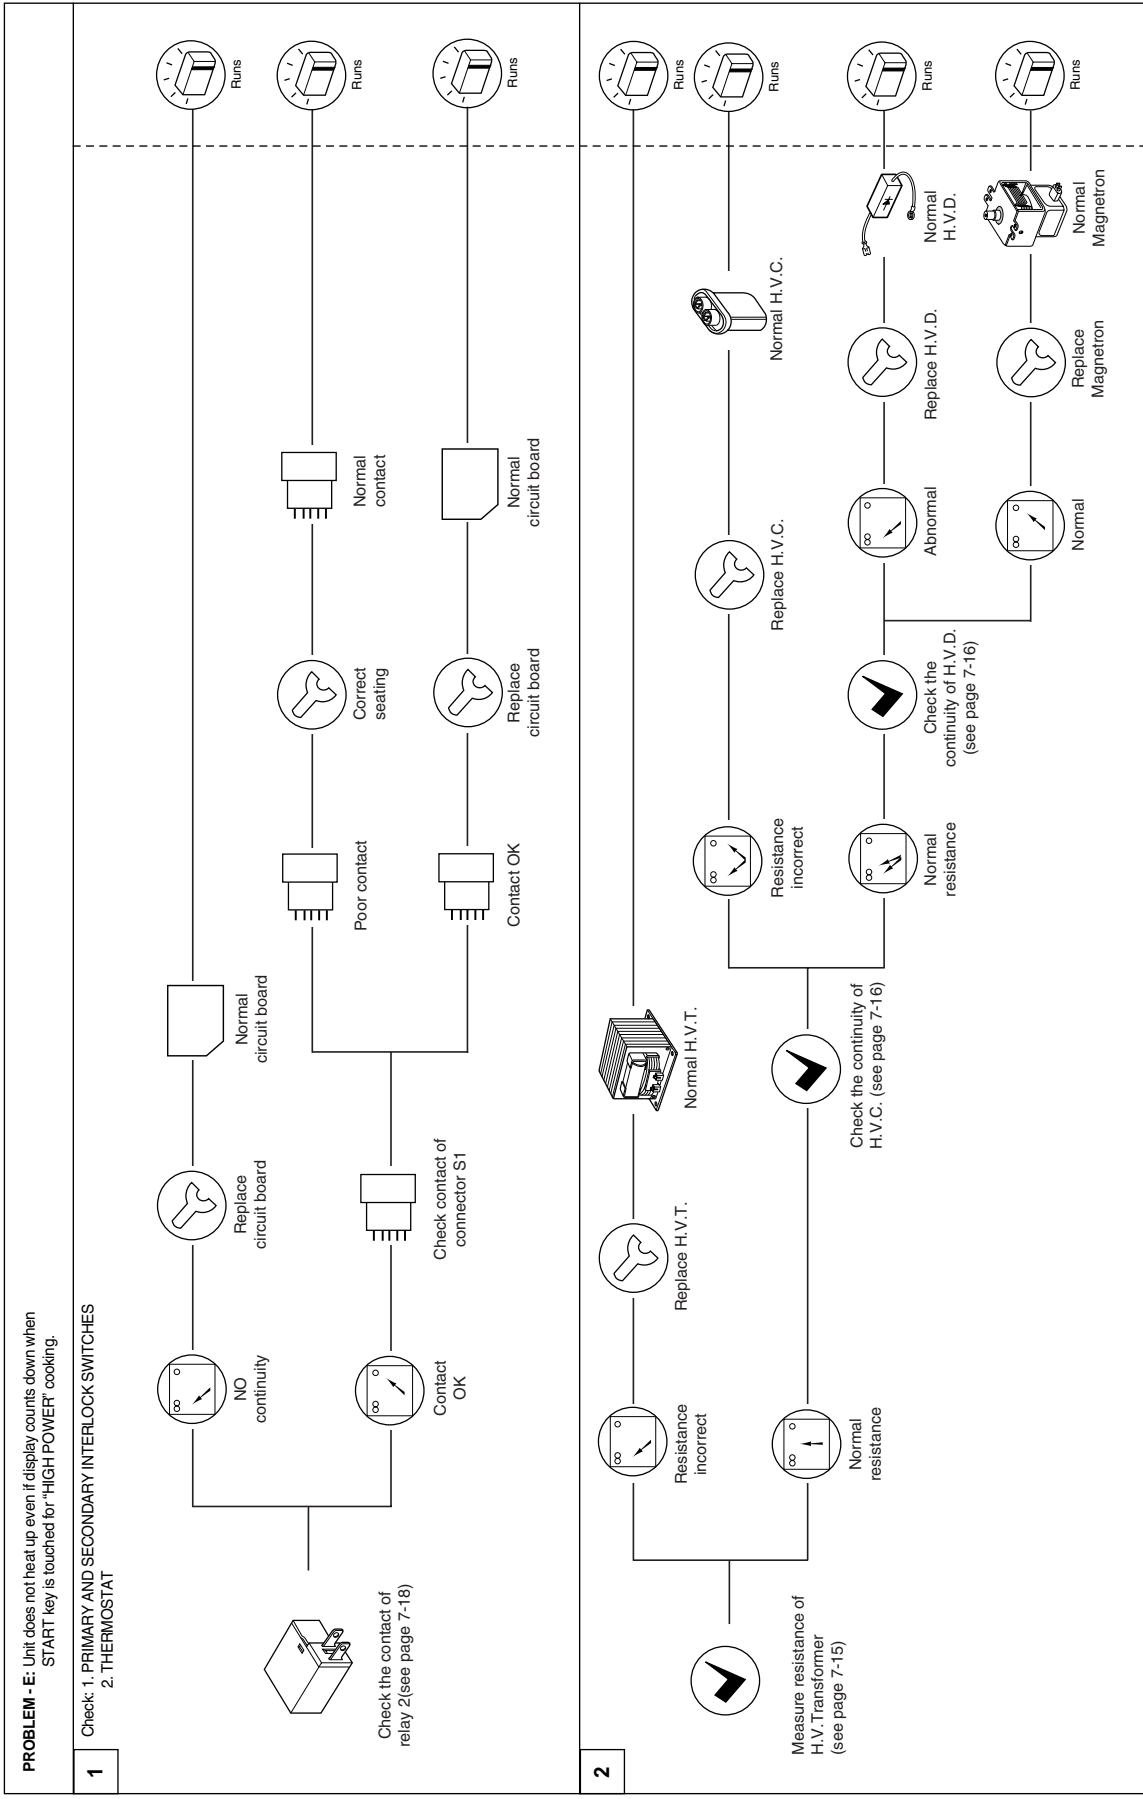 PROBLEM - E: Unit does not heat up even if display counts down when
START key is touched for "HIGH POWER" cooking.
1
Check: 1. PRIMARY AND SECONDARY INTERLOCK SWITCHES
2. THERMOSTAT
Check the contact of
relay 2(see page 7-18)
NO
continuity
Replace
circuit board
Normal
circuit board
Runs
Contact
OK
Check contact of
connector S1
Poor contact
Correct
seating
Normal
contact
Runs
Contact OK
Replace
circuit board
Normal
circuit board
Runs
2
Measure resistance of
H.V.Transformer
(see page 7-15)
Resistance
incorrect
Replace H.V.T.
Normal H.V.T.
Runs
Normal
resistance
Check the continuity of
H.V.C. (see page 7-16)
Resistance
incorrect
Replace H.V.C.
Normal H.V.C.
Runs
Normal
resistance
Check the
continuity of H.V.D.
(see page 7-16)
Abnormal
Replace H.V.D.
Normal
H.V.D.
Runs
Normal
Replace
Magnetron
Normal
Magnetron
Runs